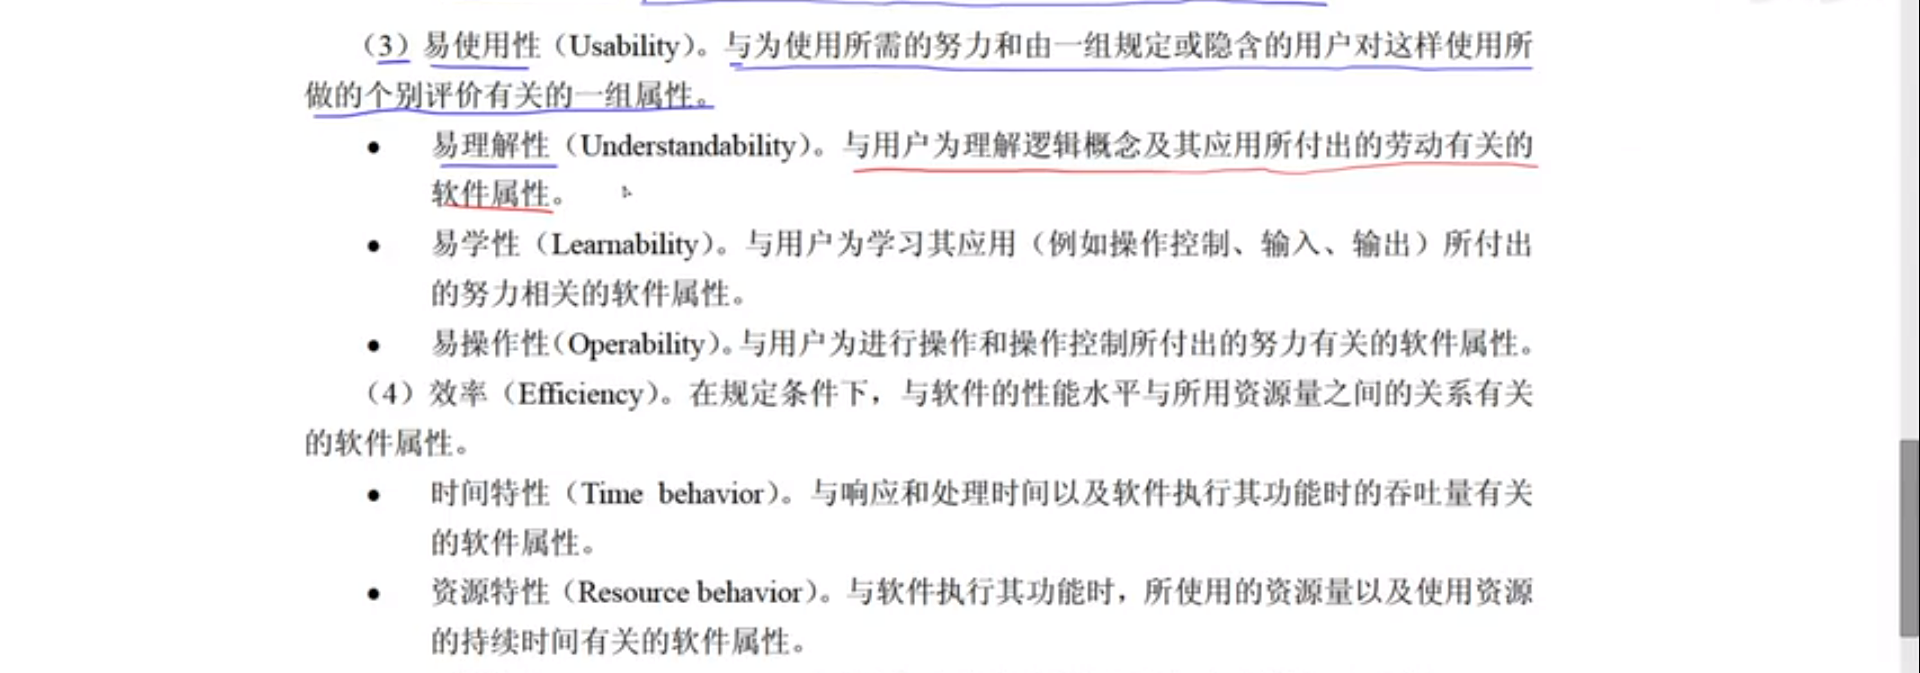 （3）易使用性（Usability）。与为使用所需的努力和由一组规定或隐含的用户对这样使用所
做的个别评价有关的一组属性。
● 易理解性（Understandability）。与用户为理解逻辑概念及其应用所付出的劳动有关的
软件属性。
● 易学性（Learnability）。与用户为学习其应用（例如操作控制、输入、输出）所付出
的努力相关的软件属性。
● 易操作性（Operability）。与用户为进行操作和操作控制所付出的努力有关的软件属性。
（4）效率（Efficiency）。在规定条件下，与软件的性能水平与所用资源量之间的关系有关
的软件属性。
● 时间特性（Time behavior）。与响应和处理时间以及软件执行其功能时的吞吐量有关
的软件属性。
● 资源特性（Resource behavior）。与软件执行其功能时，所使用的资源量以及使用资源
的持续时间有关的软件属性。